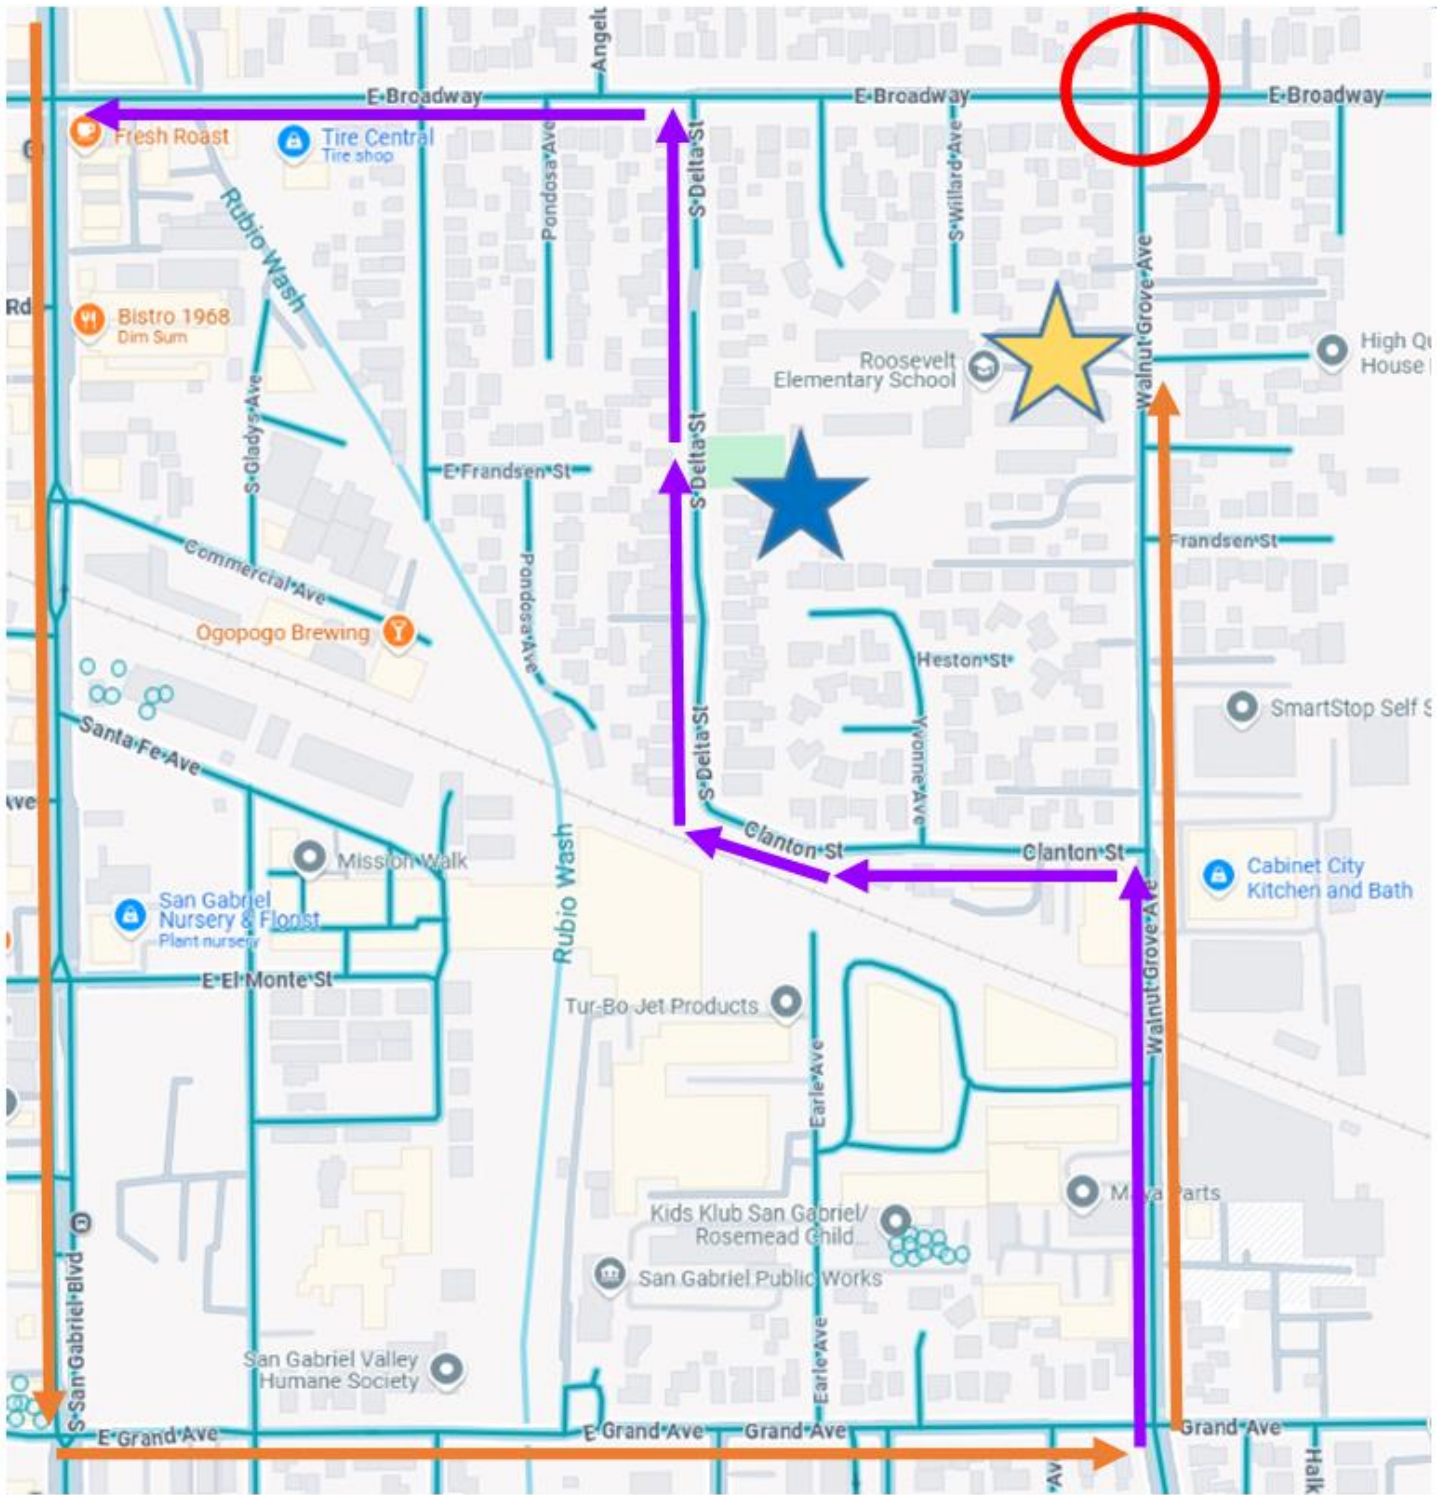 Angelu
E Broadway
E Broadway
E Broadway
Fresh Roast
Tire Central
Tire shop
Pondosa Ave
S Delta St
S Willard Ave
Rubio Wash
Walnut Grove Ave
Rd
Bistro 1968
Dim Sum
High Qu
House
Roosevelt
Elementary School
S Gladys Ave
S Delta St
E Frandsen St
Frandsen St
Commercial Ave
Pondosa Ave
Ogopogo Brewing
Heston St
SmartStop Self S
Santa Fe Ave
S Delta St
Yvonne Ave
Ave
Clanton St
Clanton St
Mission Walk
Rubio Wash
Cabinet City
Kitchen and Bath
San Gabriel
Nursery & Florist
Plant nursery
Walnut Grove Ave
E El Monte St
Tur-Bo Jet Products
Earle Ave
Maya Parts
Kids Klub San Gabriel/
Rosemead Child...
San Gabriel Public Works
S San Gabriel Blvd
San Gabriel Valley
Humane Society
Earle Ave
E Grand Ave
E Grand Ave
Grand Ave
Grand Ave
Av
Halk